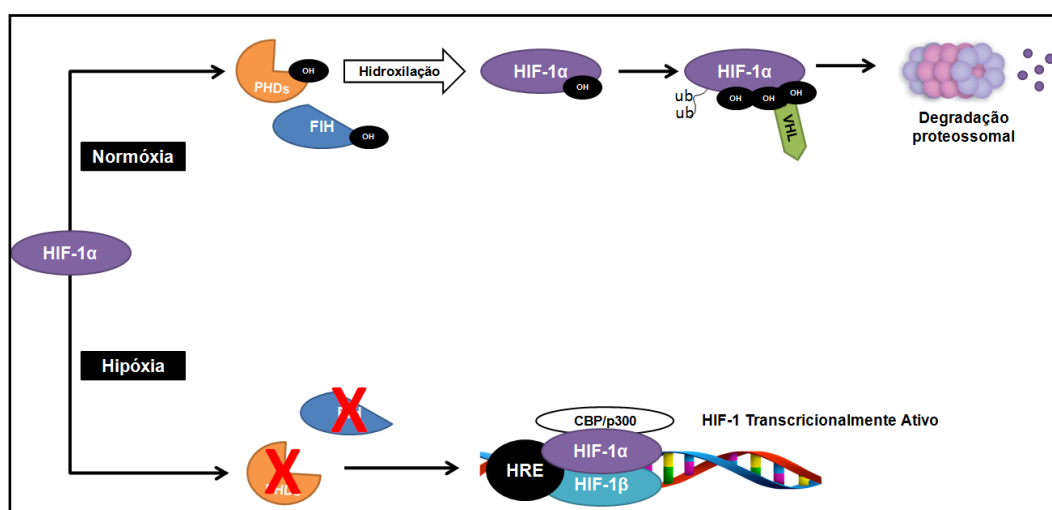 OH
PHDs
Hidroxilação
HIF-1α
OH
HIF-1α
ub
ub
OH
OH
OH
VHL
FIH
OH
Degradação
proteossomal
Normóxia
HIF-1α
Hipóxia
CBP/p300
HIF-1 Transcricionalmente Ativo
HIF-1α
HRE
HIF-1β
PHDs